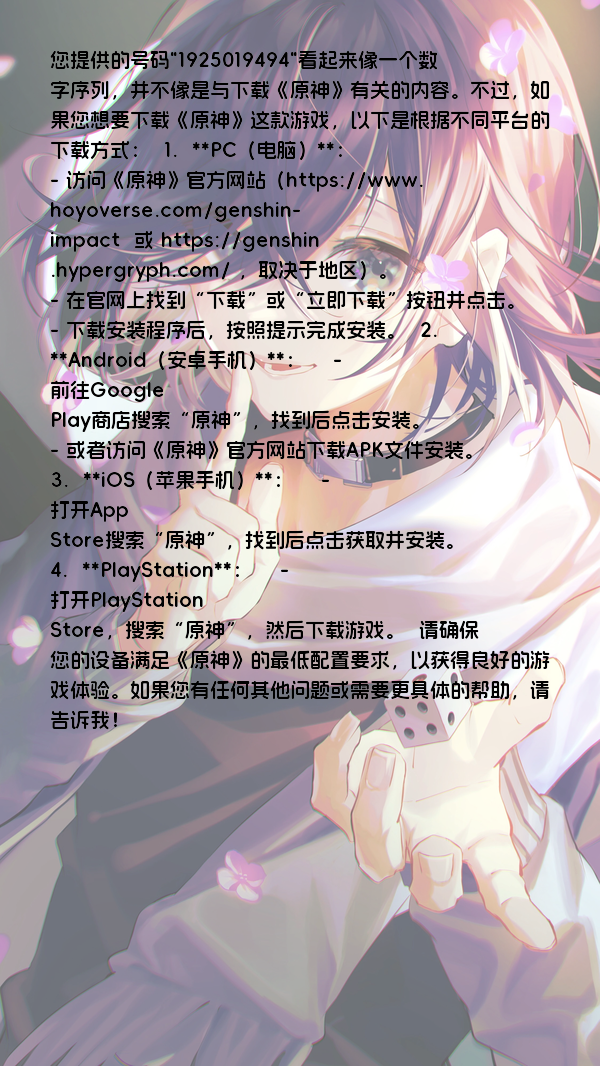 您提供的号码"1925019494"看起来像一个数
字序列，并不像是与下载《原神》有关的内容。不过，如
果您想要下载《原神》这款游戏，以下是根据不同平台的
下载方式： 1. **PC（电脑）**：
- 访问《原神》官方网站（https://www.
hoyoverse.com/genshin-
impact 或 https://genshin
.hypergryph.com/ ，取决于地区）。
- 在官网上找到“下载”或“立即下载”按钮并点击。
- 下载安装程序后，按照提示完成安装。 2.
**Android（安卓手机）**： -
前往Google
Play商店搜索“原神”，找到后点击安装。
- 或者访问《原神》官方网站下载APK文件安装。
3. **iOS（苹果手机）**： -
打开App
Store搜索“原神”，找到后点击获取并安装。
4. **PlayStation**： -
打开PlayStation
Store，搜索“原神”，然后下载游戏。 请确保
您的设备满足《原神》的最低配置要求，以获得良好的游
戏体验。如果您有任何其他问题或需要更具体的帮助，请
告诉我！